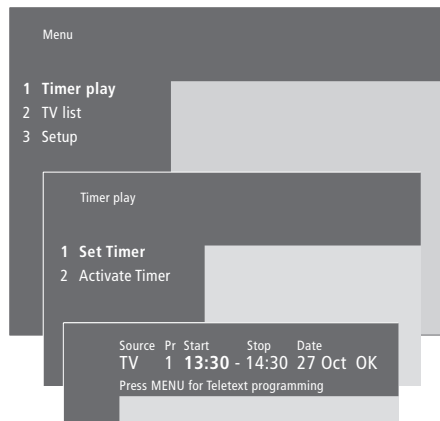 Menu
1 Timer play
2 TV list
3 Setup
Timer play
1 Set Timer
2 Activate Timer
Source Pr Start Stop Date
TV 1 13:30 - 14:30 27 Oct OK
Press MENU for Teletext programming